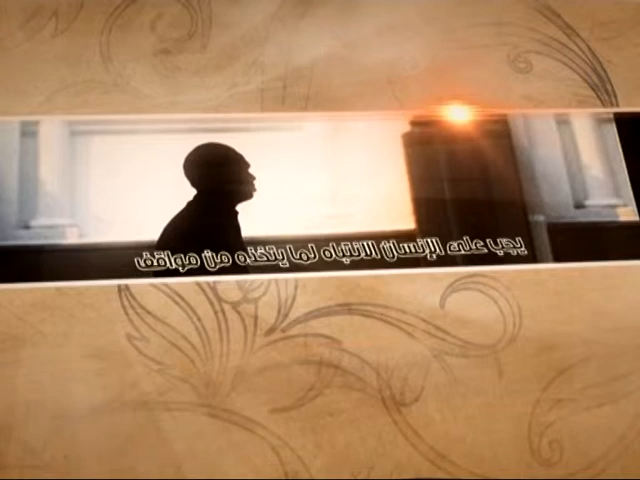 يجب على الإنسان الانتباه لما يتخذه من مواقف